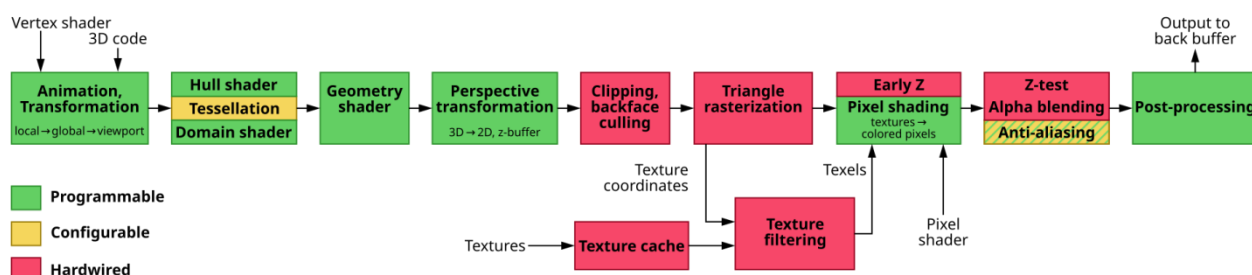 Vertex shader
3D code
Output to
back buffer
Animation,
Transformation
local→global→viewport
Hull shader
Tessellation
Domain shader
Geometry
shader
Perspective
transformation
3D→2D, z-buffer
Clipping,
backface
culling
Triangle
rasterization
Early Z
Pixel shading
textures→
colored pixels
Z-test
Alpha blending
Anti-aliasing
Post-processing
Texture
coordinates
Texels
Pixel
shader
Textures
Texture cache
Texture
filtering
Programmable
Configurable
Hardwired